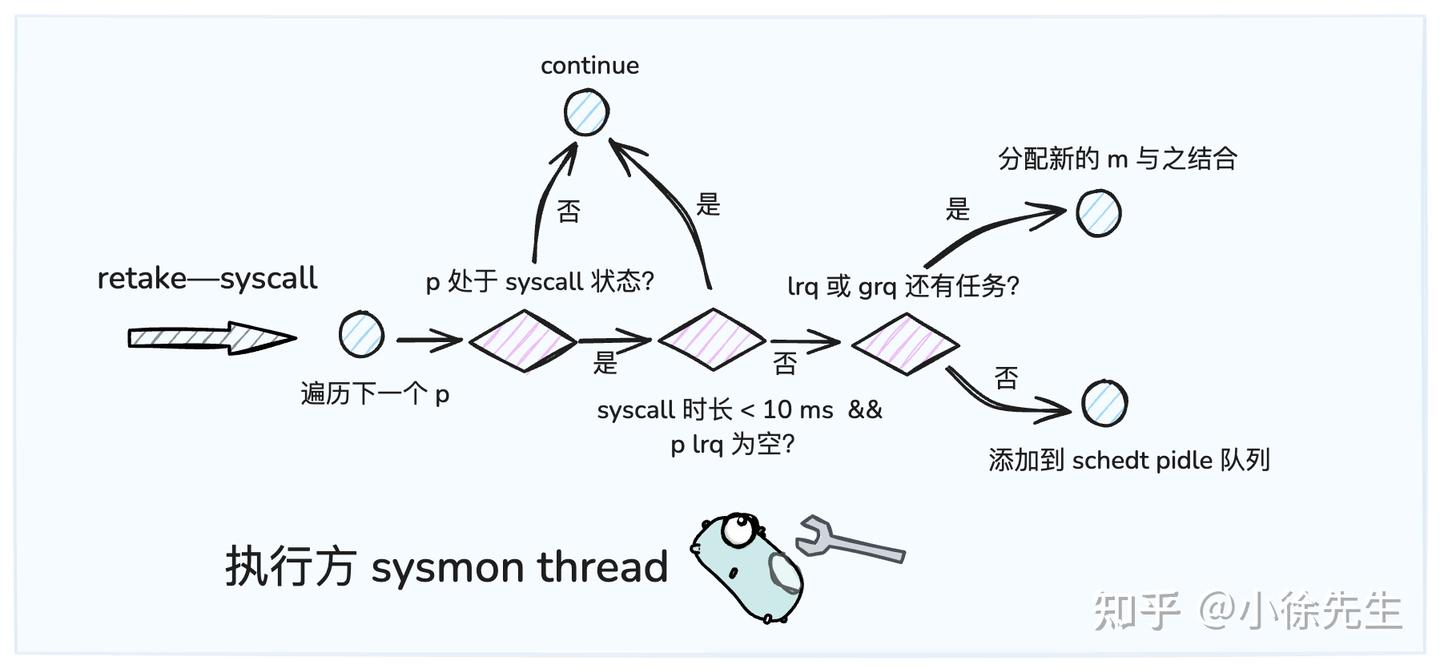 continue
分配新的 m 与之结合
否
是
是
retake—syscall
p 处于 syscall 状态?
lrq 或 grq 还有任务?
是
否
否
遍历下一个 p
syscall 时长 < 10 ms &&
p lrq 为空?
添加到 schedt pidle 队列
执行方 sysmon thread
知乎 @小徐先生